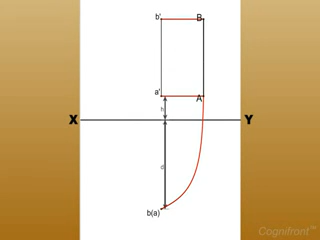 b' B
a' A
h
X Y
d
b(a)
Cognifront™